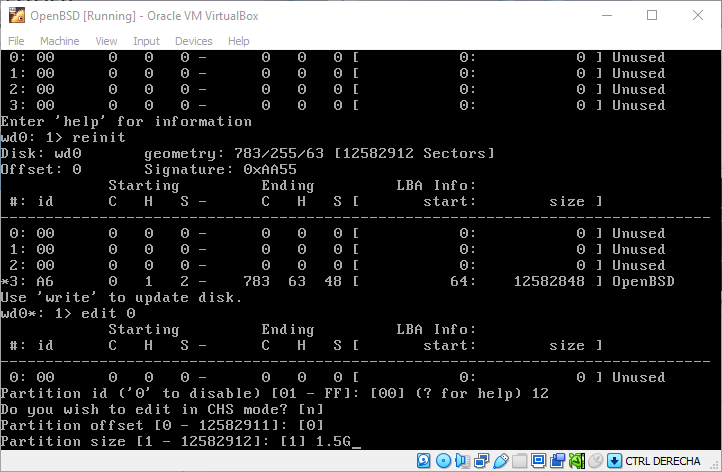 OpenBSD [Running] - Oracle VM VirtualBox
File Machine View Input Devices Help
0: 00 0 0 0 - 0 0 0 [ 0: 0 ] Unused
1: 00 0 0 0 - 0 0 0 [ 0: 0 ] Unused
2: 00 0 0 0 - 0 0 0 [ 0: 0 ] Unused
3: 00 0 0 0 - 0 0 0 [ 0: 0 ] Unused
Enter 'help' for information
wd0: 1> reinit
Disk: wd0 geometry: 783/255/63 [12582912 Sectors]
Offset: 0 Signature: 0xAA55
Starting Ending LBA Info:
#: id C H S - C H S [ start: size ]
-------------------------------------------------------------------------------
0: 00 0 0 0 - 0 0 0 [ 0: 0 ] Unused
1: 00 0 0 0 - 0 0 0 [ 0: 0 ] Unused
2: 00 0 0 0 - 0 0 0 [ 0: 0 ] Unused
*3: A6 0 1 2 - 783 63 48 [ 64: 12582848 ] OpenBSD
Use 'write' to update disk.
wd0*: 1> edit 0
Starting Ending LBA Info:
#: id C H S - C H S [ start: size ]
-------------------------------------------------------------------------------
0: 00 0 0 0 - 0 0 0 [ 0: 0 ] Unused
Partition id ('0' to disable) [01 - FF]: [00] (? for help) 12
Do you wish to edit in CHS mode? [n]
Partition offset [0 - 12582911]: [0]
Partition size [1 - 12582912]: [1] 1.5G_
CTRL DERECHA